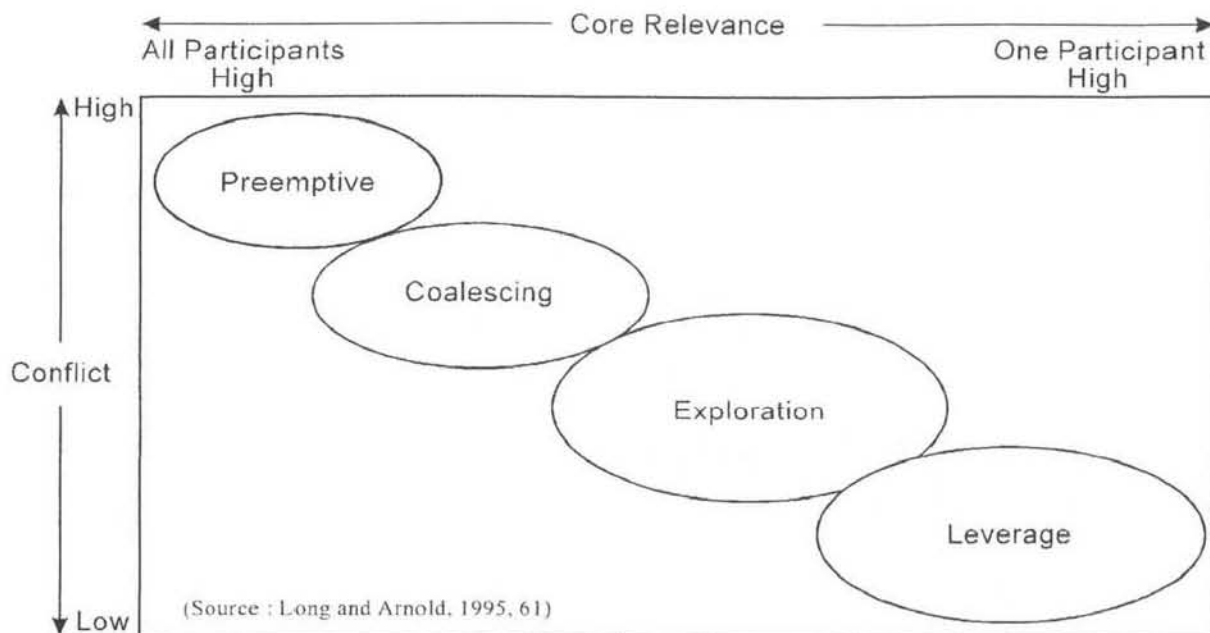 Core Relevance
All Participants
High
One Participant
High
High
Preemptive
Coalescing
Conflict
Exploration
Leverage
(Source : Long and Arnold, 1995, 61)
Low